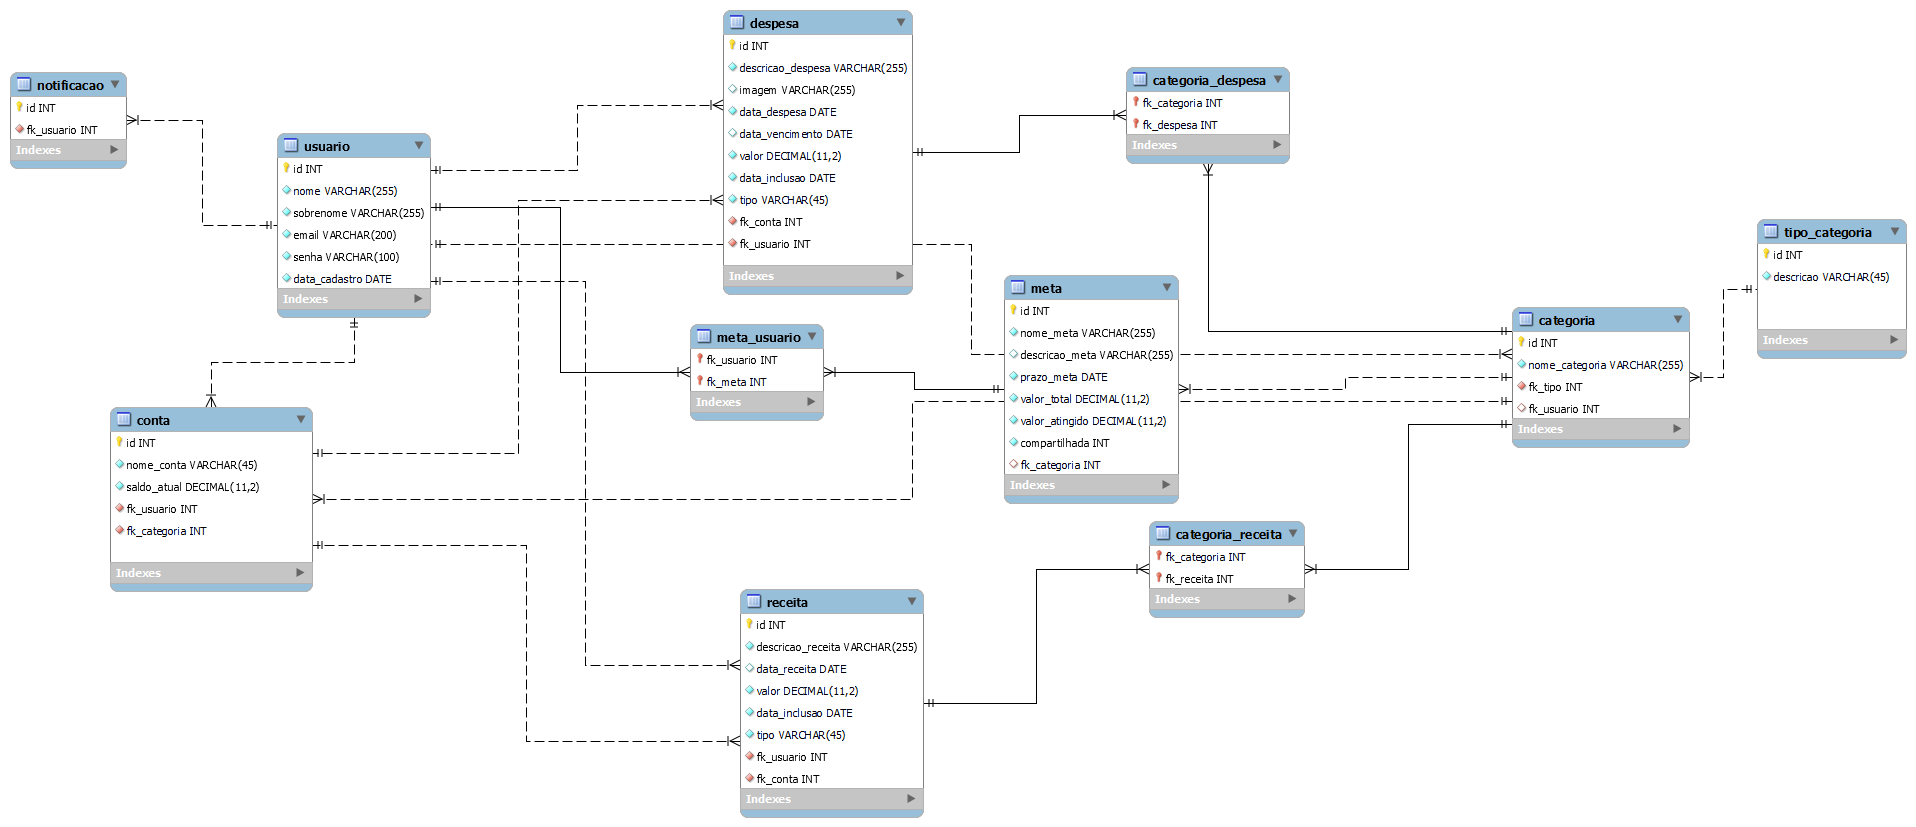 notificacao
id INT
fk_usuario INT
Indexes
usuario
id INT
nome VARCHAR(255)
sobrenome VARCHAR(255)
email VARCHAR(200)
senha VARCHAR(100)
data_cadastro DATE
Indexes
conta
id INT
nome_conta VARCHAR(45)
saldo_atual DECIMAL(11,2)
fk_usuario INT
fk_categoria INT
Indexes
despesa
id INT
descricao_despesa VARCHAR(255)
imagem VARCHAR(255)
data_despesa DATE
data_vencimento DATE
valor DECIMAL(11,2)
data_inclusao DATE
tipo VARCHAR(45)
fk_conta INT
fk_usuario INT
Indexes
meta_usuario
fk_usuario INT
fk_meta INT
Indexes
receita
id INT
descricao_receita VARCHAR(255)
data_receita DATE
valor DECIMAL(11,2)
data_inclusao DATE
tipo VARCHAR(45)
fk_usuario INT
fk_conta INT
Indexes
meta
id INT
nome_meta VARCHAR(255)
descricao_meta VARCHAR(255)
prazo_meta DATE
valor_total DECIMAL(11,2)
valor_atingido DECIMAL(11,2)
compartilhada INT
fk_categoria INT
Indexes
categoria_despesa
fk_categoria INT
fk_despesa INT
Indexes
categoria_receita
fk_categoria INT
fk_receita INT
Indexes
categoria
id INT
nome_categoria VARCHAR(255)
fk_tipo INT
fk_usuario INT
Indexes
tipo_categoria
id INT
descricao VARCHAR(45)
Indexes